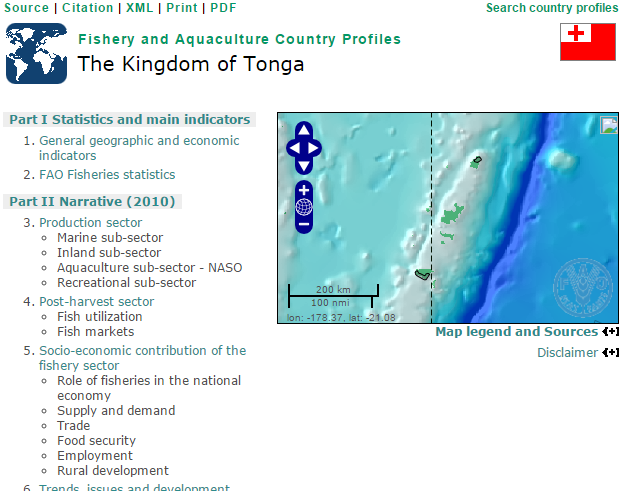 Source | Citation | XML | Print | PDF
Search country profiles
Fishery and Aquaculture Country Profiles
The Kingdom of Tonga
Part I Statistics and main indicators
1. General geographic and economic
indicators
2. FAO Fisheries statistics
Part II Narrative (2010)
3. Production sector
Marine sub-sector
Inland sub-sector
Aquaculture sub-sector - NASO
Recreational sub-sector
4. Post-harvest sector
Fish utilization
Fish markets
5. Socio-economic contribution of the
fishery sector
Role of fisheries in the national
economy
Supply and demand
Trade
Food security
Employment
Rural development
6. Trends, issues and development
200 km
100 nmi
lon: -178.37, lat: -21.08
Map legend and Sources [+]
Disclaimer [+]